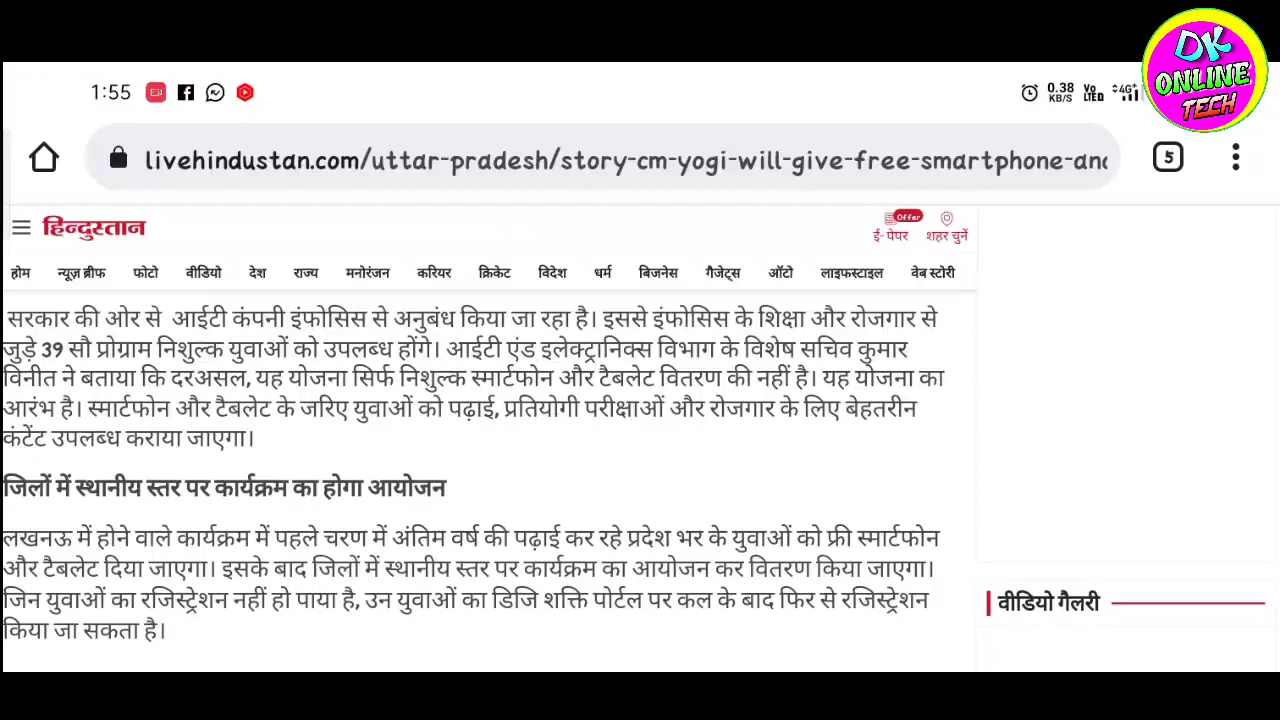 DK
ONLINE
TECH
1:55
0.38
KB/S
Vo
LTED
4G+
livehindustan.com/uttar-pradesh/story-cm-yogi-will-give-free-smartphone-and
5
हिन्दुस्तान
Offer
ई- पेपर
शहर चुनें
होम न्यूज़ ब्रीफ फोटो वीडियो देश राज्य मनोरंजन करियर क्रिकेट विदेश धर्म बिजनेस गैजेट्स ऑटो लाइफस्टाइल वेब स्टोरी
सरकार की ओर से आईटी कंपनी इंफोसिस से अनुबंध किया जा रहा है। इससे इंफोसिस के शिक्षा और रोजगार से
जुड़े 39 सौ प्रोग्राम निशुल्क युवाओं को उपलब्ध होंगे। आईटी एंड इलेक्ट्रानिक्स विभाग के विशेष सचिव कुमार
विनीत ने बताया कि दरअसल, यह योजना सिर्फ निशुल्क स्मार्टफोन और टैबलेट वितरण की नहीं है। यह योजना का
आरंभ है। स्मार्टफोन और टैबलेट के जरिए युवाओं को पढ़ाई, प्रतियोगी परीक्षाओं और रोजगार के लिए बेहतरीन
कंटेंट उपलब्ध कराया जाएगा।
जिलों में स्थानीय स्तर पर कार्यक्रम का होगा आयोजन
लखनऊ में होने वाले कार्यक्रम में पहले चरण में अंतिम वर्ष की पढ़ाई कर रहे प्रदेश भर के युवाओं को फ्री स्मार्टफोन
और टैबलेट दिया जाएगा। इसके बाद जिलों में स्थानीय स्तर पर कार्यक्रम का आयोजन कर वितरण किया जाएगा।
जिन युवाओं का रजिस्ट्रेशन नहीं हो पाया है, उन युवाओं का डिजि शक्ति पोर्टल पर कल के बाद फिर से रजिस्ट्रेशन
किया जा सकता है।
वीडियो गैलरी